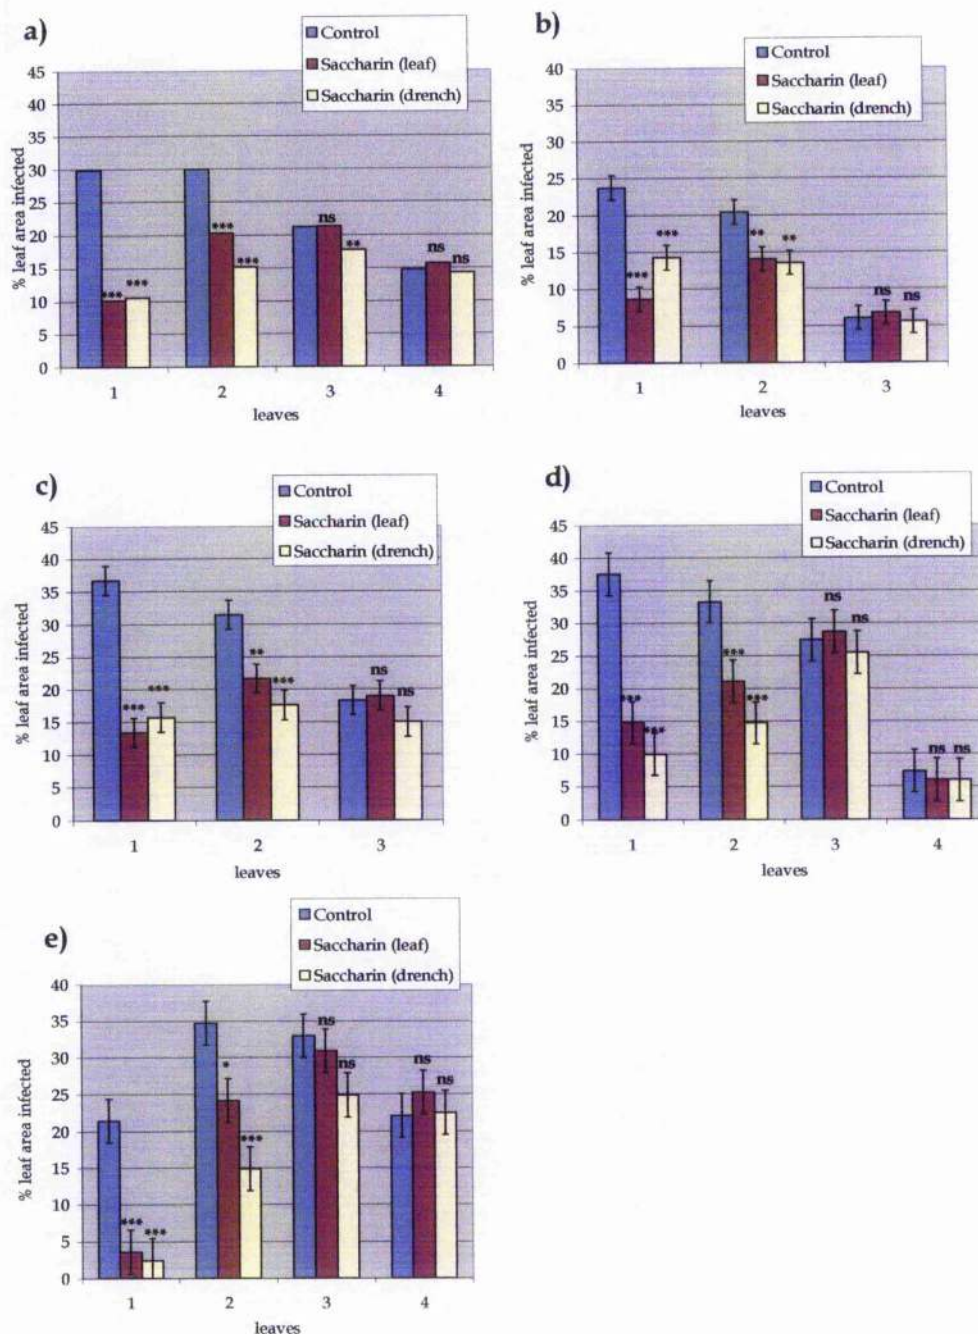 a)
Control
Saccharin (leaf)
Saccharin (drench)
% leaf area infected
45
40
35
30
25
20
15
10
5
0
***
***
***
***
ns
**
ns
ns
1 2 3 4
leaves
b)
Control
Saccharin (leaf)
Saccharin (drench)
% leaf area infected
40
35
30
25
20
15
10
5
0
***
***
**
**
ns
ns
1 2 3
leaves
c)
Control
Saccharin (leaf)
Saccharin (drench)
% leaf area infected
45
40
35
30
25
20
15
10
5
0
***
***
**
***
ns
ns
1 2 3
leaves
d)
Control
Saccharin (leaf)
Saccharin (drench)
% leaf area infected
45
40
35
30
25
20
15
10
5
0
***
***
***
***
ns
ns
ns
ns
1 2 3 4
leaves
e)
Control
Saccharin (leaf)
Saccharin (drench)
% leaf area infected
40
35
30
25
20
15
10
5
0
***
***
*
***
ns
ns
ns
ns
1 2 3 4
leaves